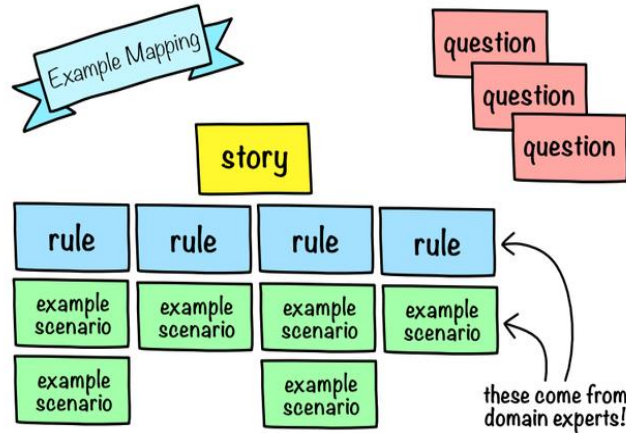 Example Mapping
question
question
question
story
rule
rule
rule
rule
example
scenario
example
scenario
example
scenario
example
scenario
example
scenario
example
scenario
these come from
domain experts!